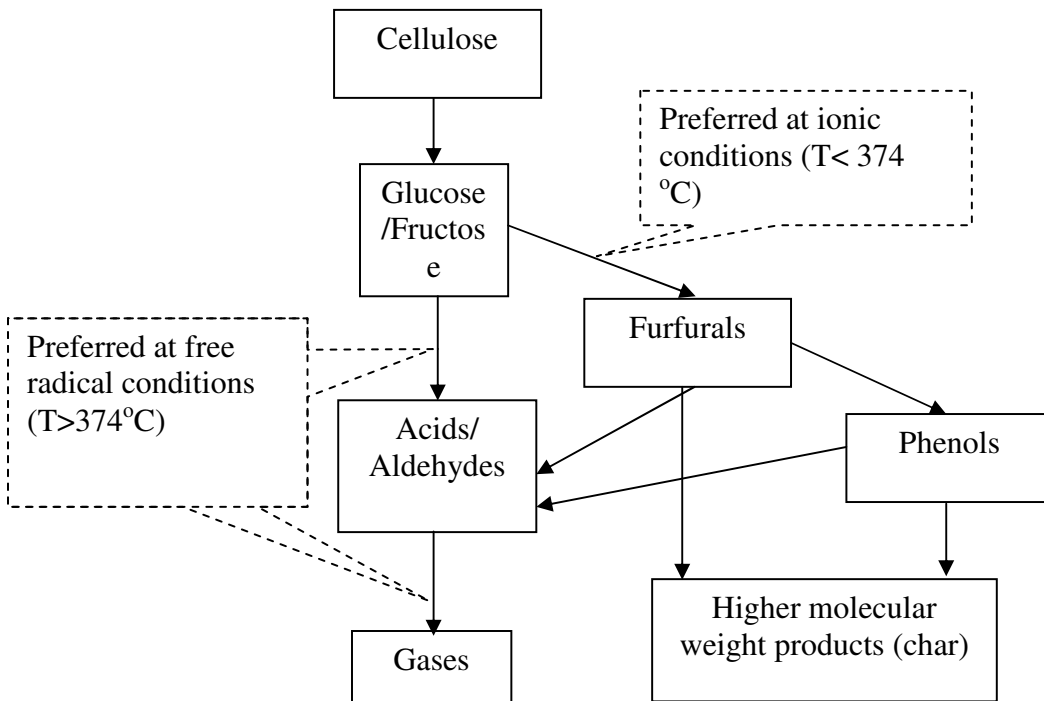 Cellulose
Preferred at ionic
conditions (T< 374
°C)
Glucose
/Fructos
e
Furfurals
Preferred at free
radical conditions
(T>374°C)
Acids/
Aldehydes
Phenols
Higher molecular
weight products (char)
Gases